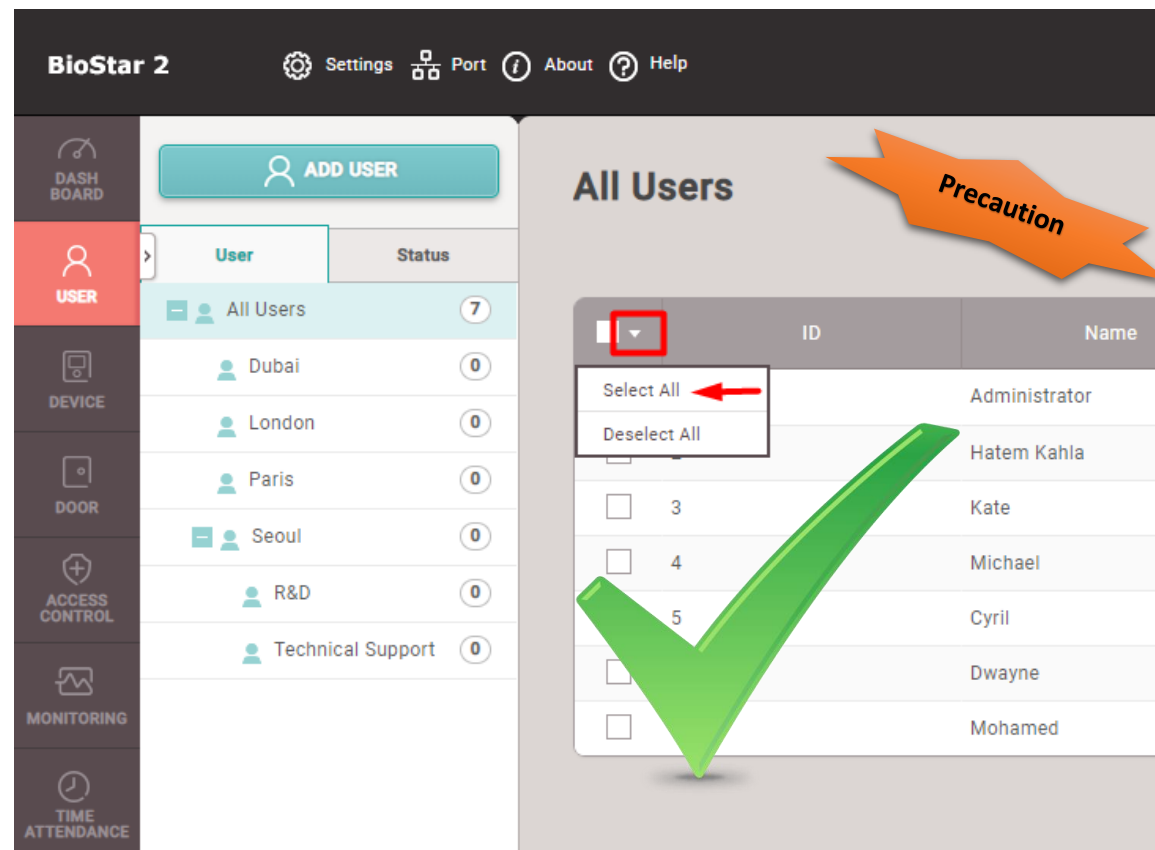 BioStar 2
Settings
Port
About
Help
DASH
BOARD
USER
DEVICE
DOOR
ACCESS
CONTROL
MONITORING
TIME
ATTENDANCE
ADD USER
User
Status
All Users
7
Dubai
0
London
0
Paris
0
Seoul
0
R&D
0
Technical Support
0
All Users
Precaution
ID
Name
Select All
Deselect All
Administrator
Hatem Kahla
3
Kate
4
Michael
5
Cyril
Dwayne
Mohamed